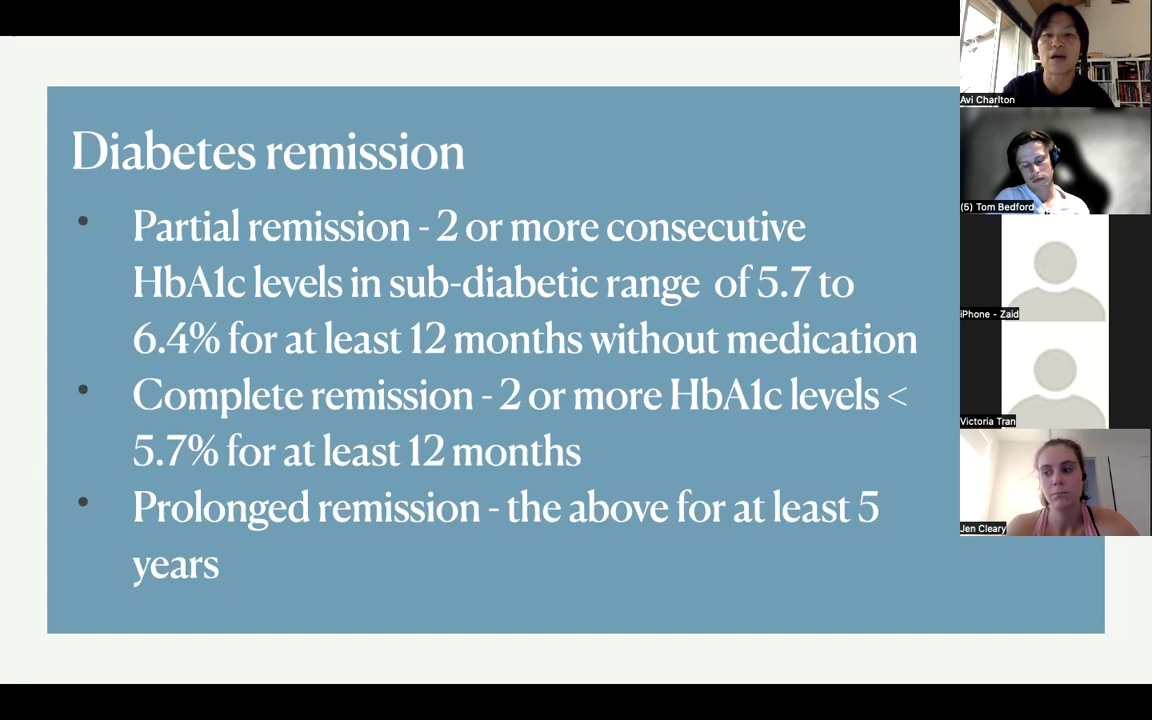 Diabetes remission
Partial remission - 2 or more consecutive
HbA1c levels in sub-diabetic range  of 5.7 to
6.4% for at least 12 months without medication
Complete remission - 2 or more HbA1c levels <
5.7% for at least 12 months
Prolonged remission - the above for at least 5
years
Avi Charlton
(5) Tom Bedford
iPhone - Zaid
Victoria Tran
Jen Cleary